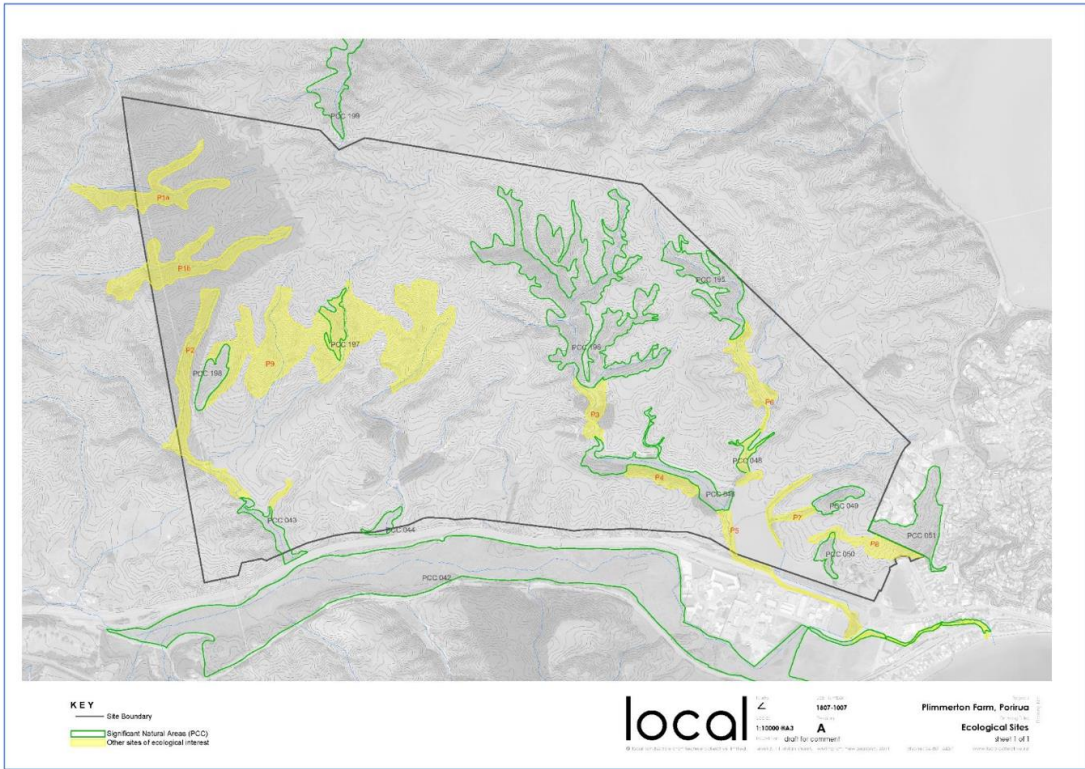 PCC 199
P1A
P1B
PCC 195
P2
PCC 197
PCC 196
P9
PCC 198
P6
P3
PCC 048
P4
PCC 049
PCC 043
P7
PCC 044
P5
P8
PCC 051
PCC 050
PCC 042
KEY
Site Boundary
Significant Natural Areas (PCC)
Other sites of ecological interest
local
1807-1007
1:10000 @A3
A
draft for comment
Plimmerton Farm, Porirua
Ecological Sites
sheet 1 of 1